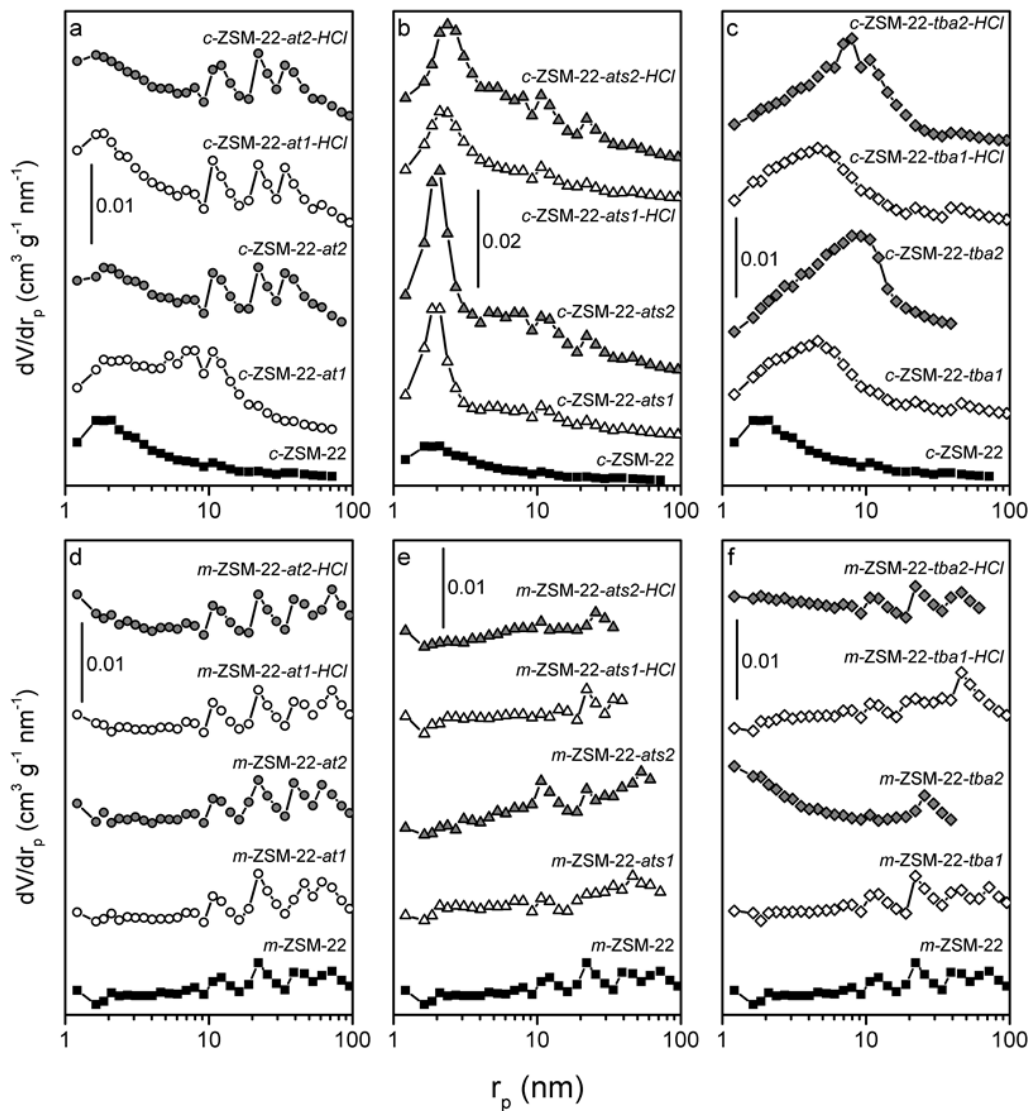 a
c-ZSM-22-at2-HCl
c-ZSM-22-at1-HCl
0.01
c-ZSM-22-at2
c-ZSM-22-at1
c-ZSM-22
1 10 100
b
c-ZSM-22-ats2-HCl
c-ZSM-22-ats1-HCl
0.02
c-ZSM-22-ats2
c-ZSM-22-ats1
c-ZSM-22
1 10 100
c
c-ZSM-22-tba2-HCl
c-ZSM-22-tba1-HCl
0.01
c-ZSM-22-tba2
c-ZSM-22-tba1
c-ZSM-22
1 10 100
dV/drp (cm³ g⁻¹ nm⁻¹)
d
m-ZSM-22-at2-HCl
0.01
m-ZSM-22-at1-HCl
m-ZSM-22-at2
m-ZSM-22-at1
m-ZSM-22
1 10 100
e
0.01
m-ZSM-22-ats2-HCl
m-ZSM-22-ats1-HCl
m-ZSM-22-ats2
m-ZSM-22-ats1
m-ZSM-22
1 10 100
f
m-ZSM-22-tba2-HCl
0.01
m-ZSM-22-tba1-HCl
m-ZSM-22-tba2
m-ZSM-22-tba1
m-ZSM-22
1 10 100
dV/drp (cm³ g⁻¹ nm⁻¹)
rp (nm)